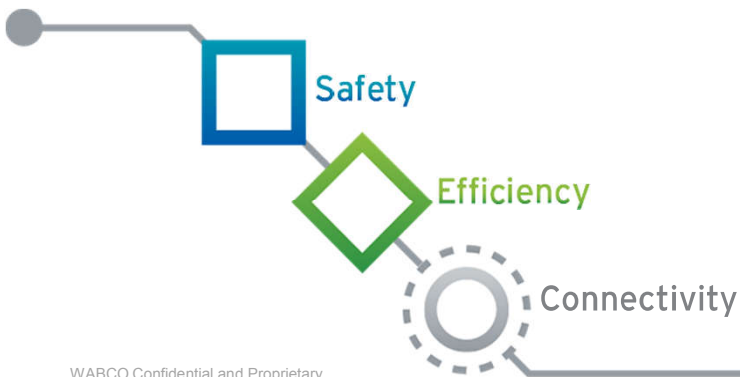 Safety
Efficiency
Connectivity
WABCO Confidential and Proprietary